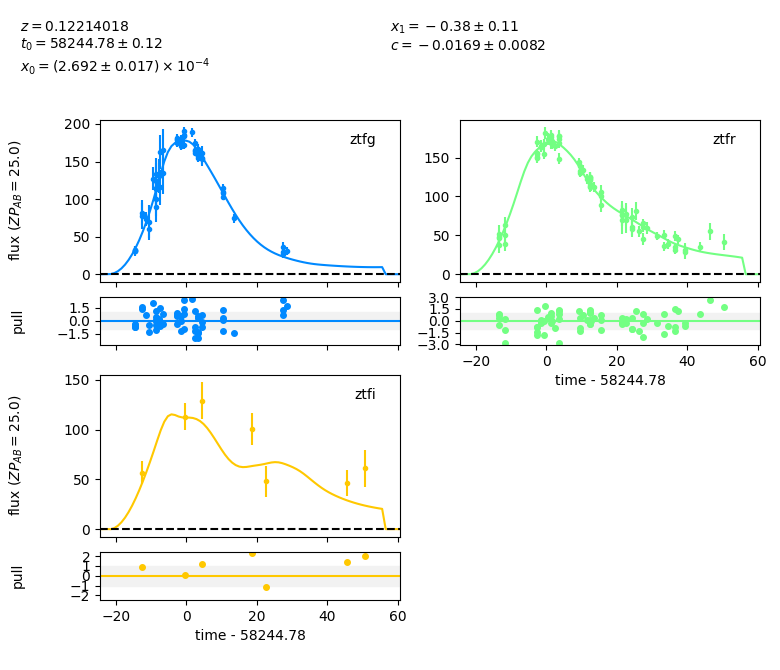 z = 0.12214018
t₀ = 58244.78 ± 0.12
x₀ = (2.692 ± 0.017) × 10⁻⁴
x₁ = −0.38 ± 0.11
c = −0.0169 ± 0.0082
ztfg
flux (ZP_AB = 25.0)
200
150
100
50
0
pull
1.5
0.0
−1.5
ztfr
150
100
50
0
3.0
1.5
0.0
−1.5
−3.0
−20 0 20 40 60
time - 58244.78
ztfi
flux (ZP_AB = 25.0)
150
100
50
0
pull
2
1
0
−1
−2
−20 0 20 40 60
time - 58244.78